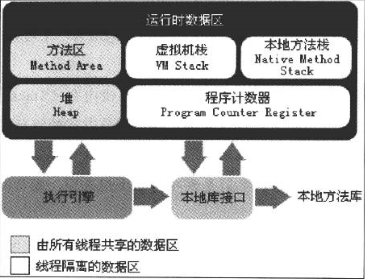 运行时数据区
方法区
Method Area
虚拟机栈
VM Stack
本地方法栈
Native Method
Stack
堆
Heap
程序计数器
Program Counter Register
执行引擎
本地库接口
本地方法库
由所有线程共享的数据区
线程隔离的数据区